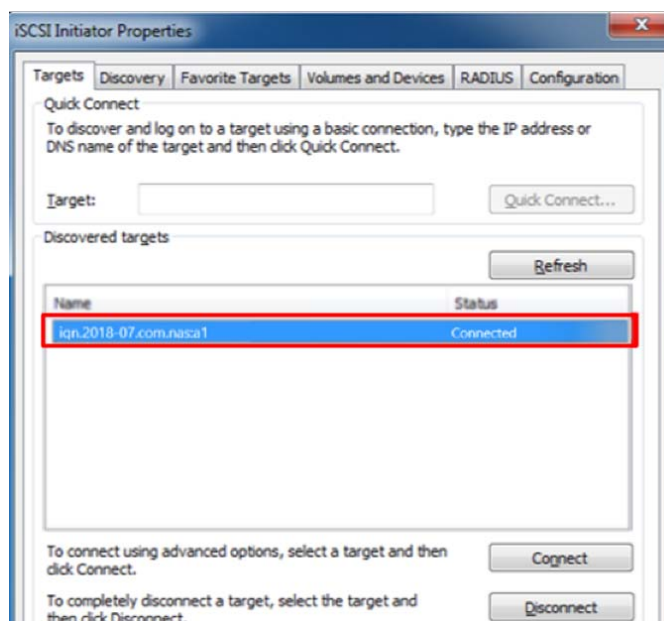 iSCSI Initiator Properties
Targets Discovery Favorite Targets Volumes and Devices RADIUS Configuration
Quick Connect
To discover and log on to a target using a basic connection, type the IP address or
DNS name of the target and then click Quick Connect.
Target: Quick Connect...
Discovered targets
Refresh
Name Status
iqn.2018-07.com.nas:a1 Connected
To connect using advanced options, select a target and then
click Connect.
Connect
To completely disconnect a target, select the target and
then click Disconnect.
Disconnect